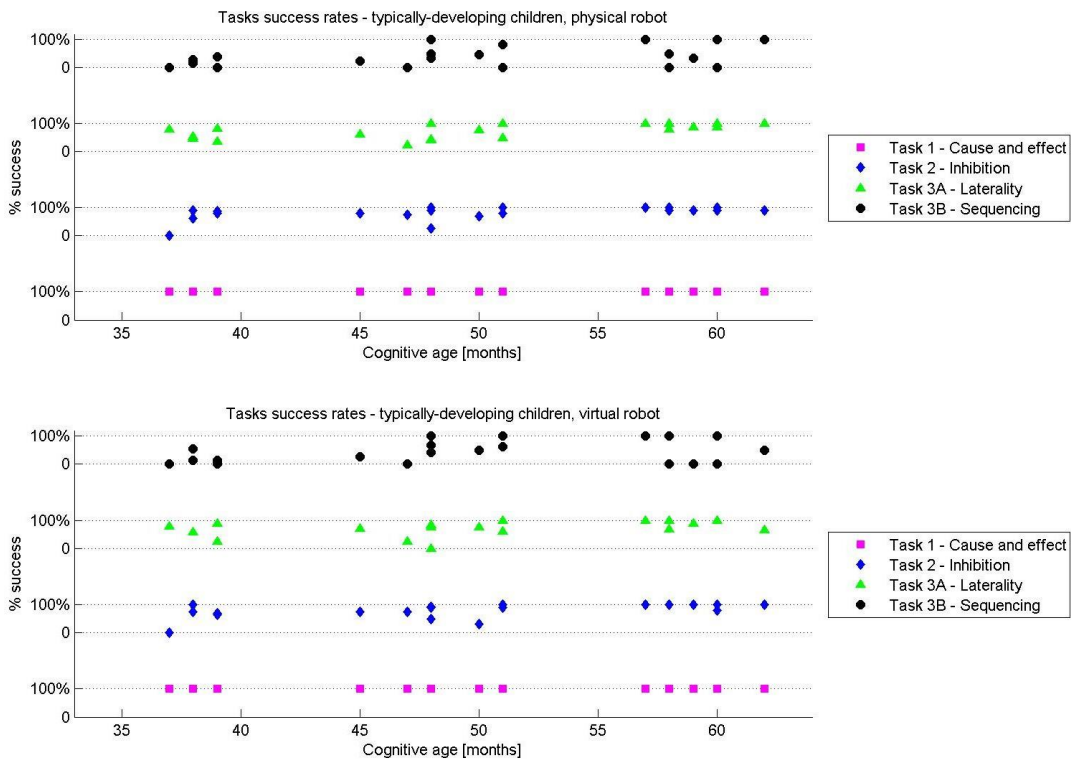 Tasks success rates - typically-developing children, physical robot
100%
0
100%
0
100%
0
100%
0
% success
35 40 45 50 55 60
Cognitive age [months]
Task 1 - Cause and effect
Task 2 - Inhibition
Task 3A - Laterality
Task 3B - Sequencing
Tasks success rates - typically-developing children, virtual robot
100%
0
100%
0
100%
0
100%
0
% success
35 40 45 50 55 60
Cognitive age [months]
Task 1 - Cause and effect
Task 2 - Inhibition
Task 3A - Laterality
Task 3B - Sequencing